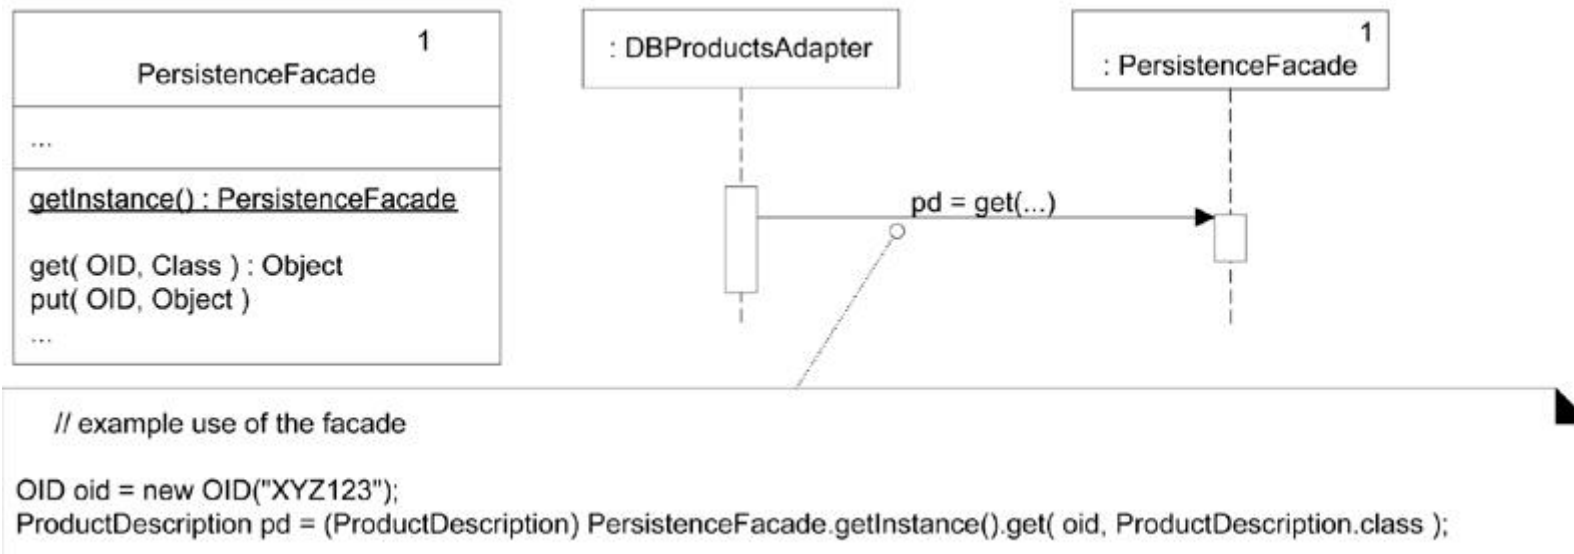 1
PersistenceFacade
...
getInstance() : PersistenceFacade
get( OID, Class ) : Object
put( OID, Object )
...
: DBProductsAdapter
1
: PersistenceFacade
pd = get(...)
// example use of the facade
OID oid = new OID("XYZ123");
ProductDescription pd = (ProductDescription) PersistenceFacade.getInstance().get( oid, ProductDescription.class );